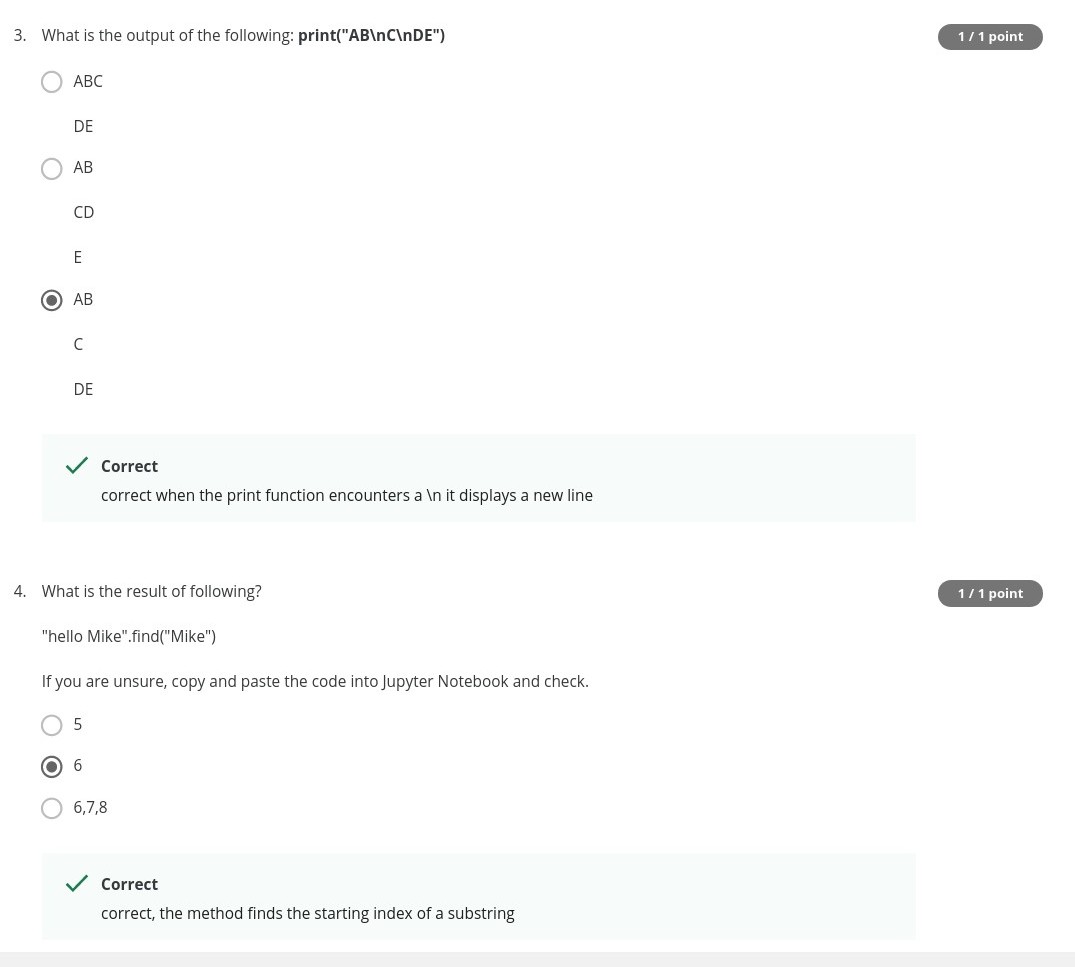 3. What is the output of the following: print("AB\nC\nDE")
1 / 1 point
ABC
DE
AB
CD
E
AB
C
DE
Correct
correct when the print function encounters a \n it displays a new line
4. What is the result of following?
1 / 1 point
"hello Mike".find("Mike")
If you are unsure, copy and paste the code into Jupyter Notebook and check.
5
6
6,7,8
Correct
correct, the method finds the starting index of a substring